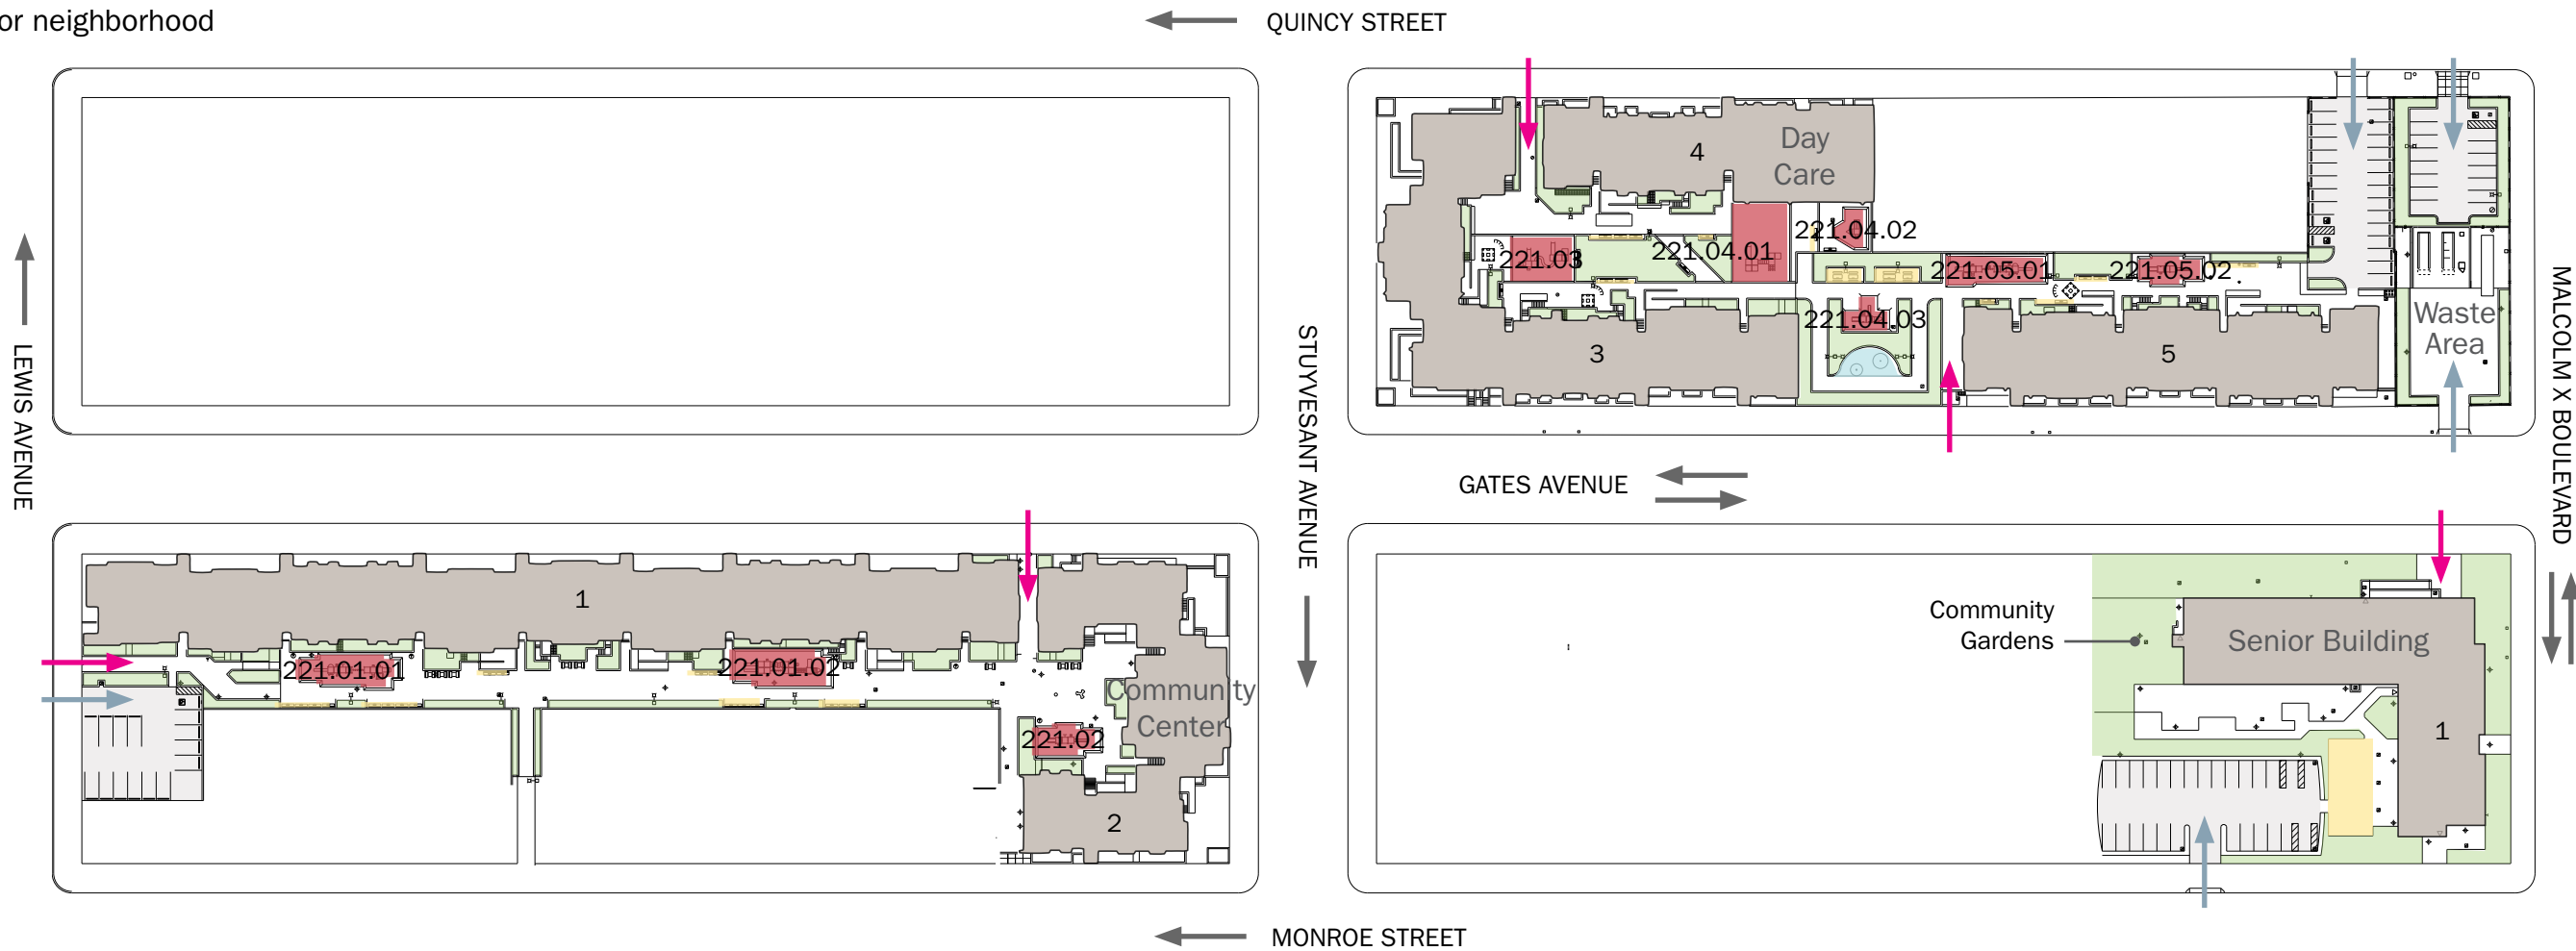 or neighborhood
QUINCY STREET
4
Day
Care
221.04.02
221.03
221.04.01
221.05.01
221.05.02
221.04.03
3
5
Waste
Area
LEWIS AVENUE
STUYVESANT AVENUE
MALCOLM X BOULEVARD
GATES AVENUE
1
221.01.01
221.01.02
Community
Center
221.02
2
Community
Gardens
Senior Building
1
MONROE STREET